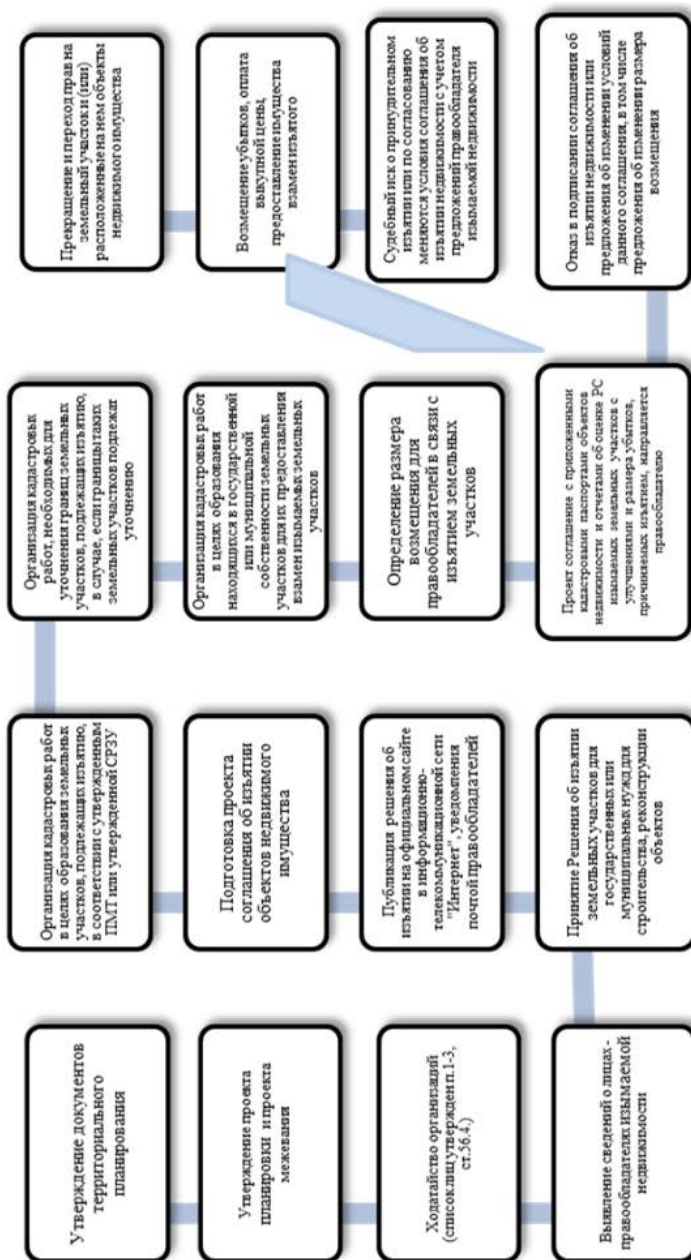 Утверждение документов
территориального
планирования
Утверждение проекта
планировки и проекта
межевания
Ходатайство организаций
(список лиц утвержден п.1-3,
ст.56.4.)
Выявление сведений о лицах -
правообладателях изымаемой
недвижимости
Принятие Решения об изъятии
земельных участков для
государственных или
муниципальных нужд для
строительства, реконструкции
объектов
Публикация решения об
изъятии на официальном сайте
в информационно-
телекоммуникационной сети
"Интернет", уведомления
почтой правообладателей
Подготовка проекта
соглашения об изъятии
объектов недвижимого
имущества
Организация кадастровых работ
в целях образования земельных
участков, подлежащих изъятию,
в соответствии с утвержденным
ПМТ или утвержденной СРЗУ
Организация кадастровых
работ, необходимых для
уточнения границ земельных
участков, подлежащих изъятию,
в случае, если границы таких
земельных участков подлежат
уточнению
Организация кадастровых работ
в целях образования
находящихся в государственной
или муниципальной
собственности земельных
участков для их предоставления
взамен изымаемых земельных
участков
Определение размера
возмещения для
правообладателей в связи с
изъятием земельных
участков
Проект соглашение с приложенными
кадастровыми паспортами объектов
недвижимости и отчетами об оценке РС
изымаемых земельных участков с
улучшениями и размера убытков,
причиняемых изъятием, направляется
правообладателю
Отказ в подписании соглашения об
изъятии недвижимости или
предложения об изменении условий
данного соглашения, в том числе
предложения об изменении размера
возмещения
Судебный иск о принудительном
изъятии или по согласованию
меняются условия соглашения об
изъятии недвижимости с учетом
предложений правообладателя
изымаемой недвижимости
Возмещение убытков, оплата
выкупной цены,
предоставление имущества
взамен изъятого
Прекращение и переход прав на
земельный участок и (или)
расположенные на нем объекты
недвижимого имущества